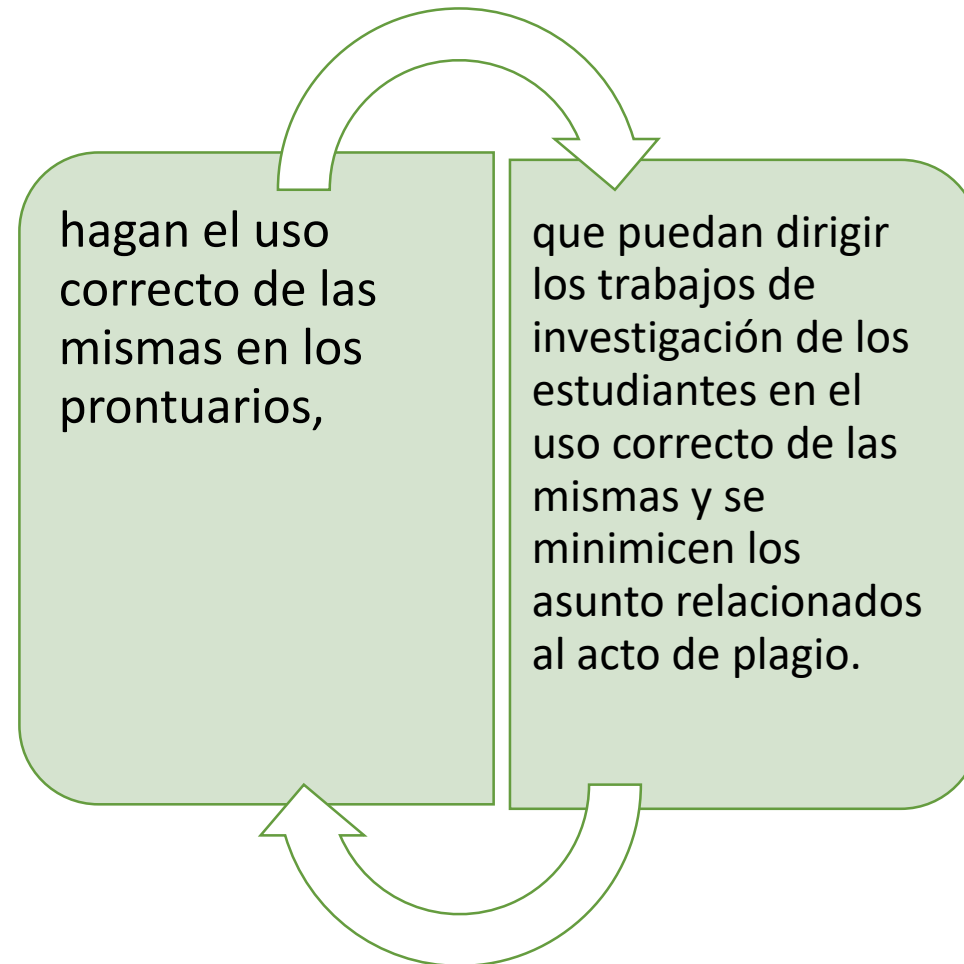 hagan el uso
correcto de las
mismas en los
prontuarios,
que puedan dirigir
los trabajos de
investigación de los
estudiantes en el
uso correcto de las
mismas y se
minimicen los
asunto relacionados
al acto de plagio.